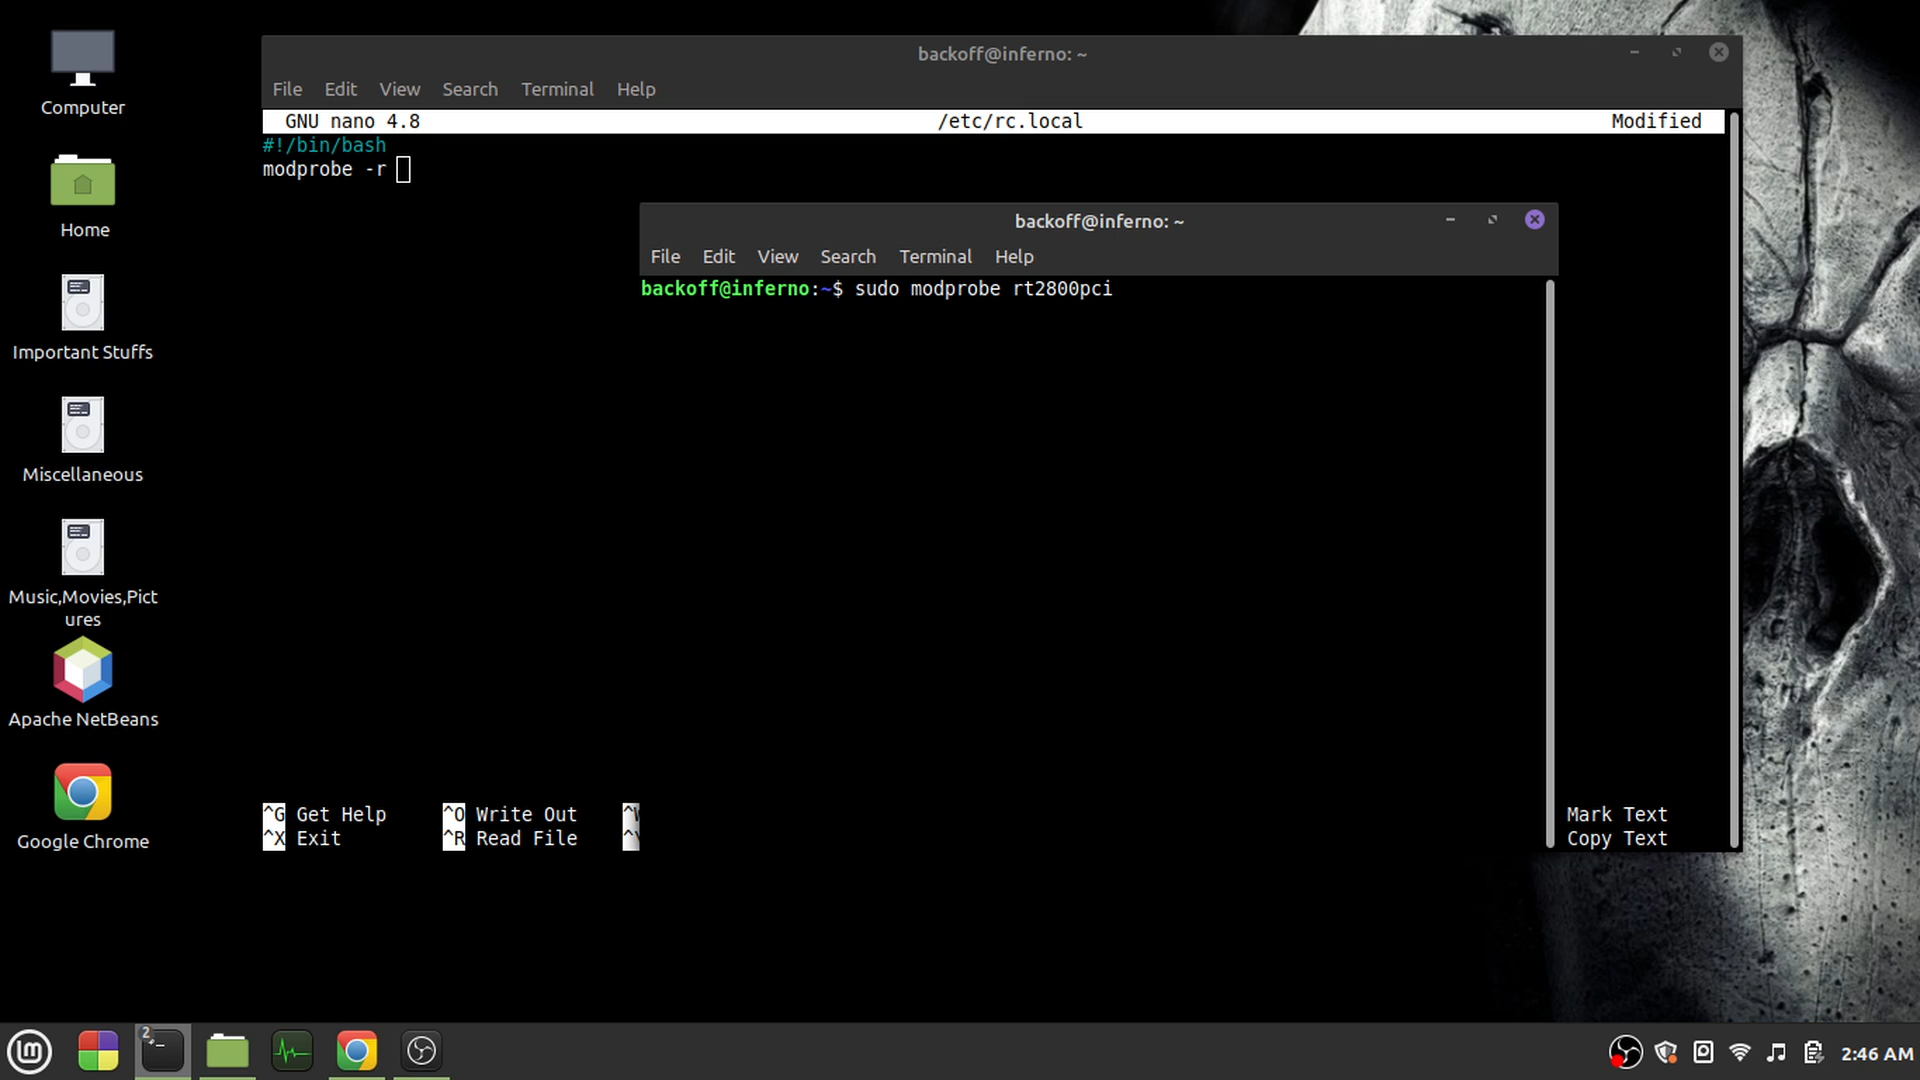 Computer
Home
Important Stuffs
Miscellaneous
Music,Movies,Pict
ures
Apache NetBeans
Google Chrome
backoff@inferno: ~
File Edit View Search Terminal Help
GNU nano 4.8 /etc/rc.local Modified
#!/bin/bash
modprobe -r
backoff@inferno: ~
File Edit View Search Terminal Help
backoff@inferno:~$ sudo modprobe rt2800pci
^G Get Help ^O Write Out Mark Text
^X Exit ^R Read File Copy Text
2
2:46 AM